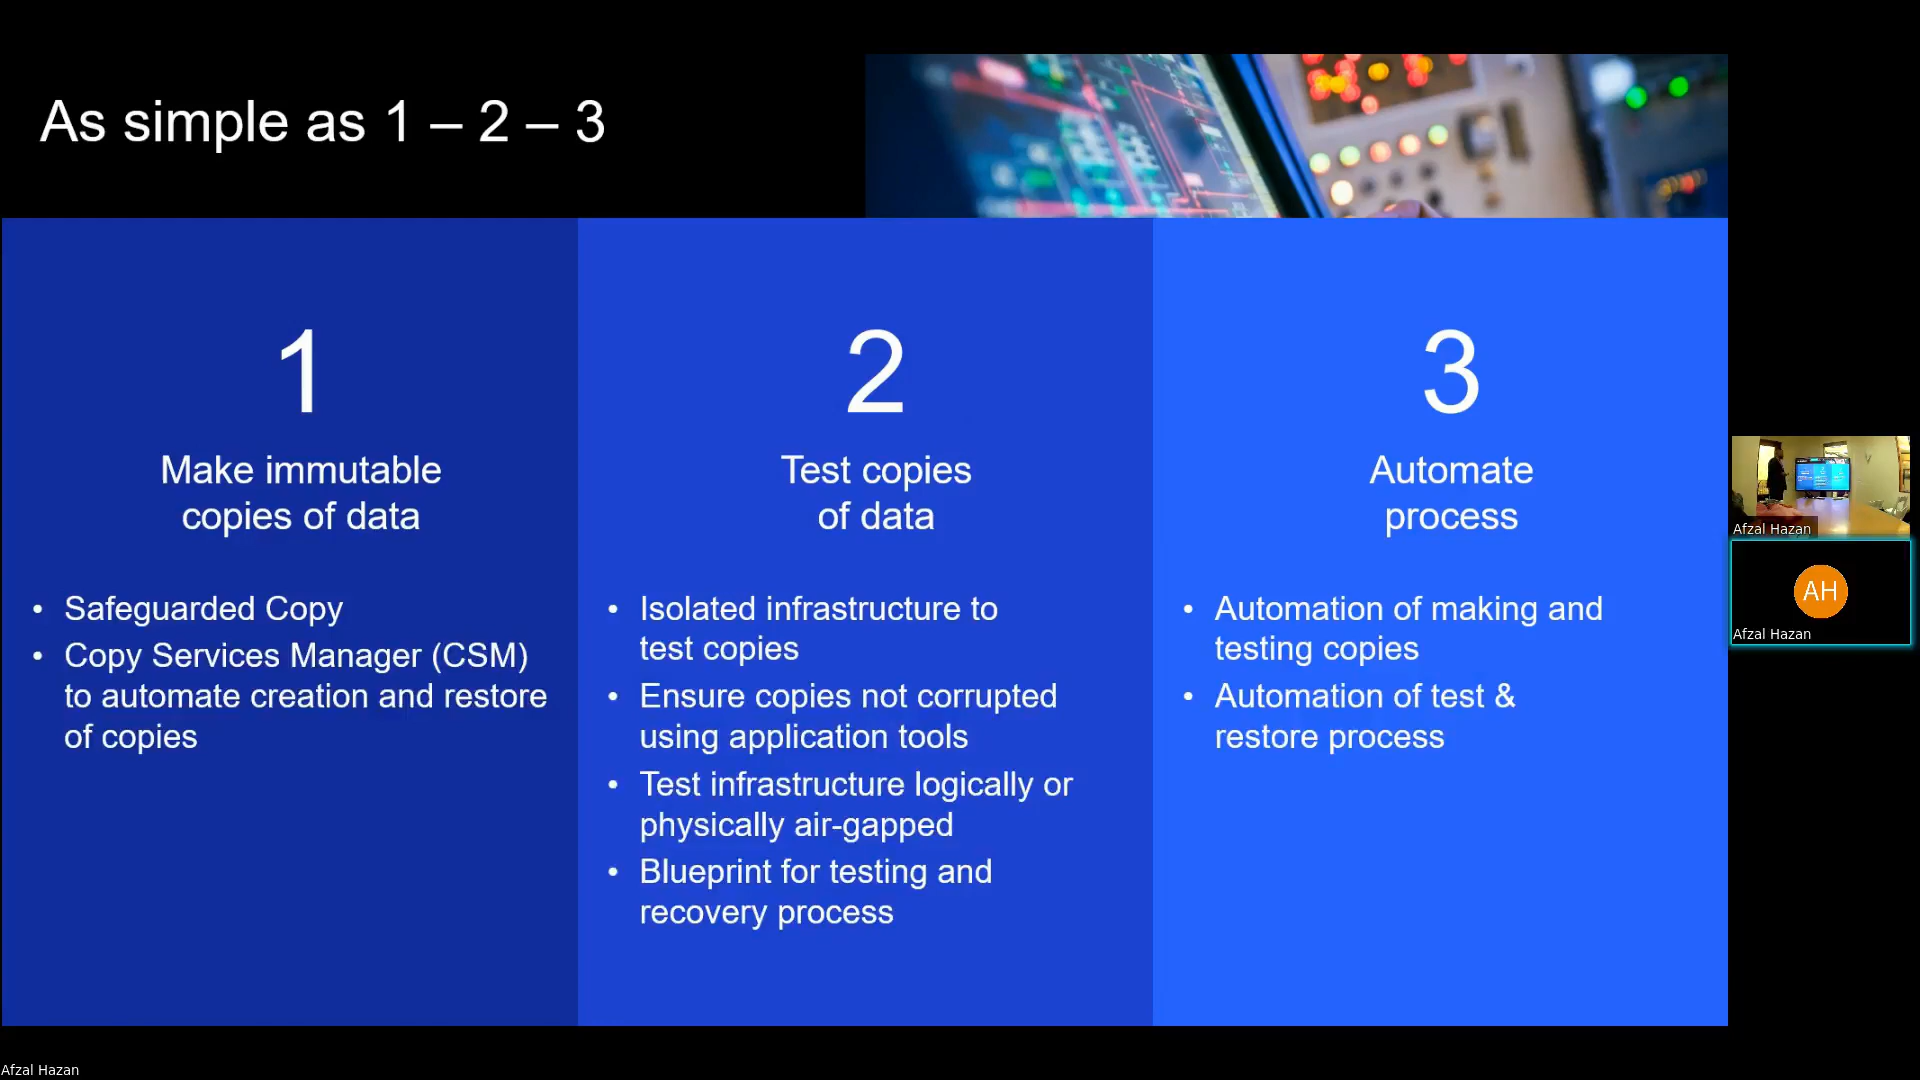 As simple as 1 – 2 – 3
1
Make immutable
copies of data
• Safeguarded Copy
• Copy Services Manager (CSM)
to automate creation and restore
of copies
2
Test copies
of data
• Isolated infrastructure to
test copies
• Ensure copies not corrupted
using application tools
• Test infrastructure logically or
physically air-gapped
• Blueprint for testing and
recovery process
3
Automate
process
• Automation of making and
testing copies
• Automation of test &
restore process
Afzal Hazan
AH
Afzal Hazan
Afzal Hazan